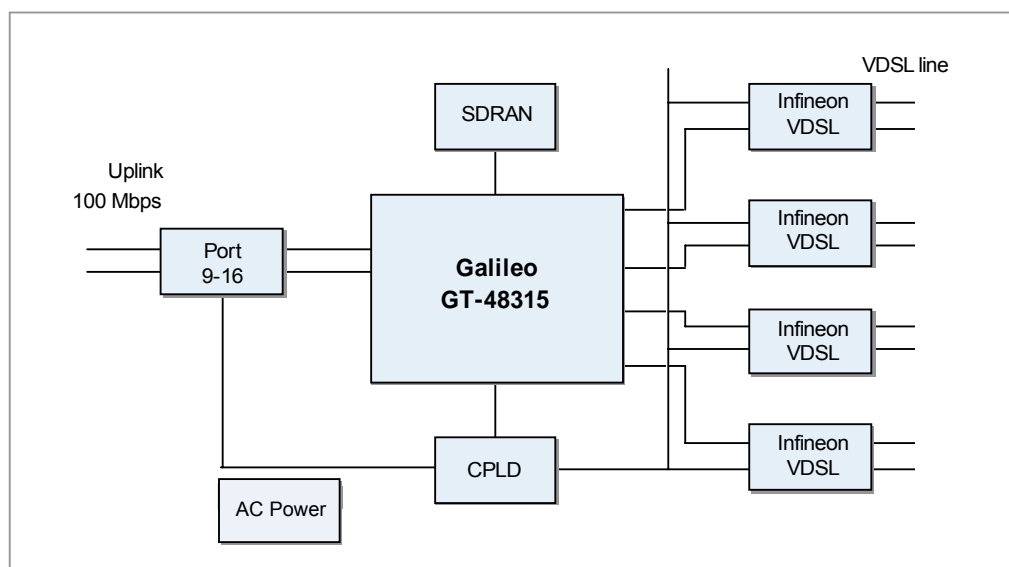 VDSL line
SDRAN
Infineon
VDSL
Uplink
100 Mbps
Port
9-16
Galileo
GT-48315
Infineon
VDSL
Infineon
VDSL
CPLD
Infineon
VDSL
AC Power